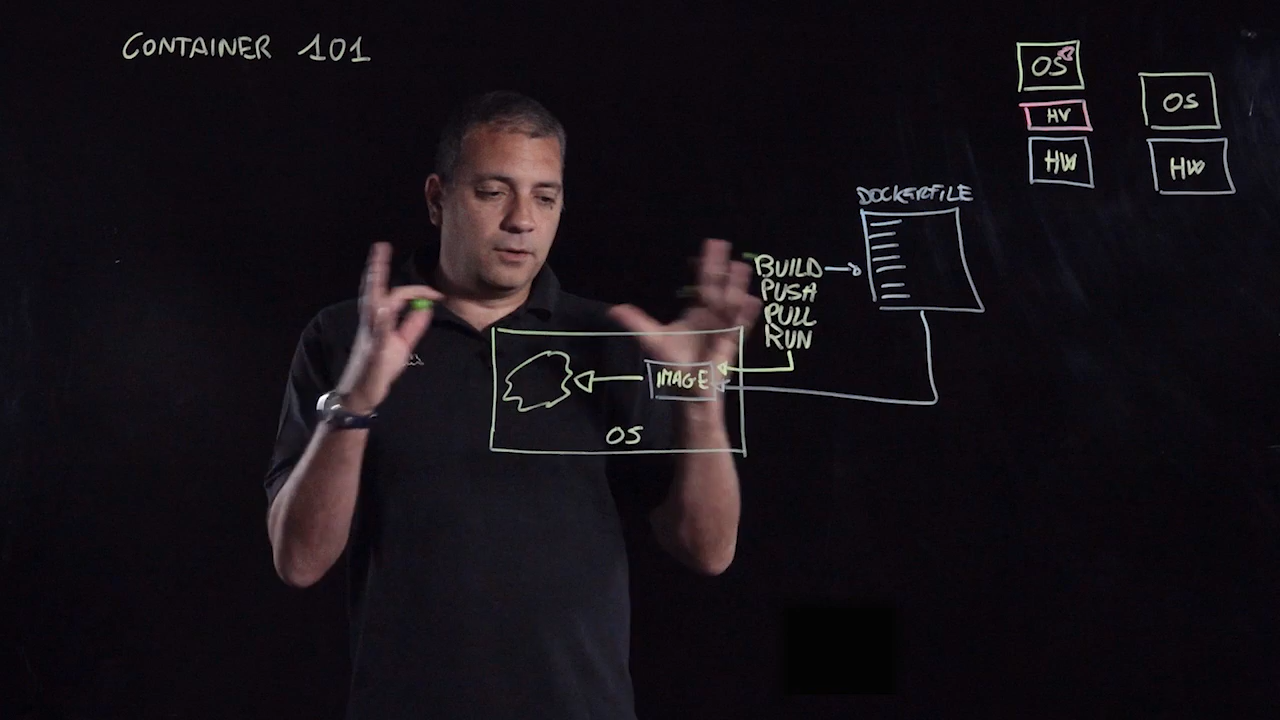 CONTAINER 101
OS
HV
HW
OS
HW
DOCKERFILE
BUILD
PUSH
PULL
RUN
IMAGE
OS